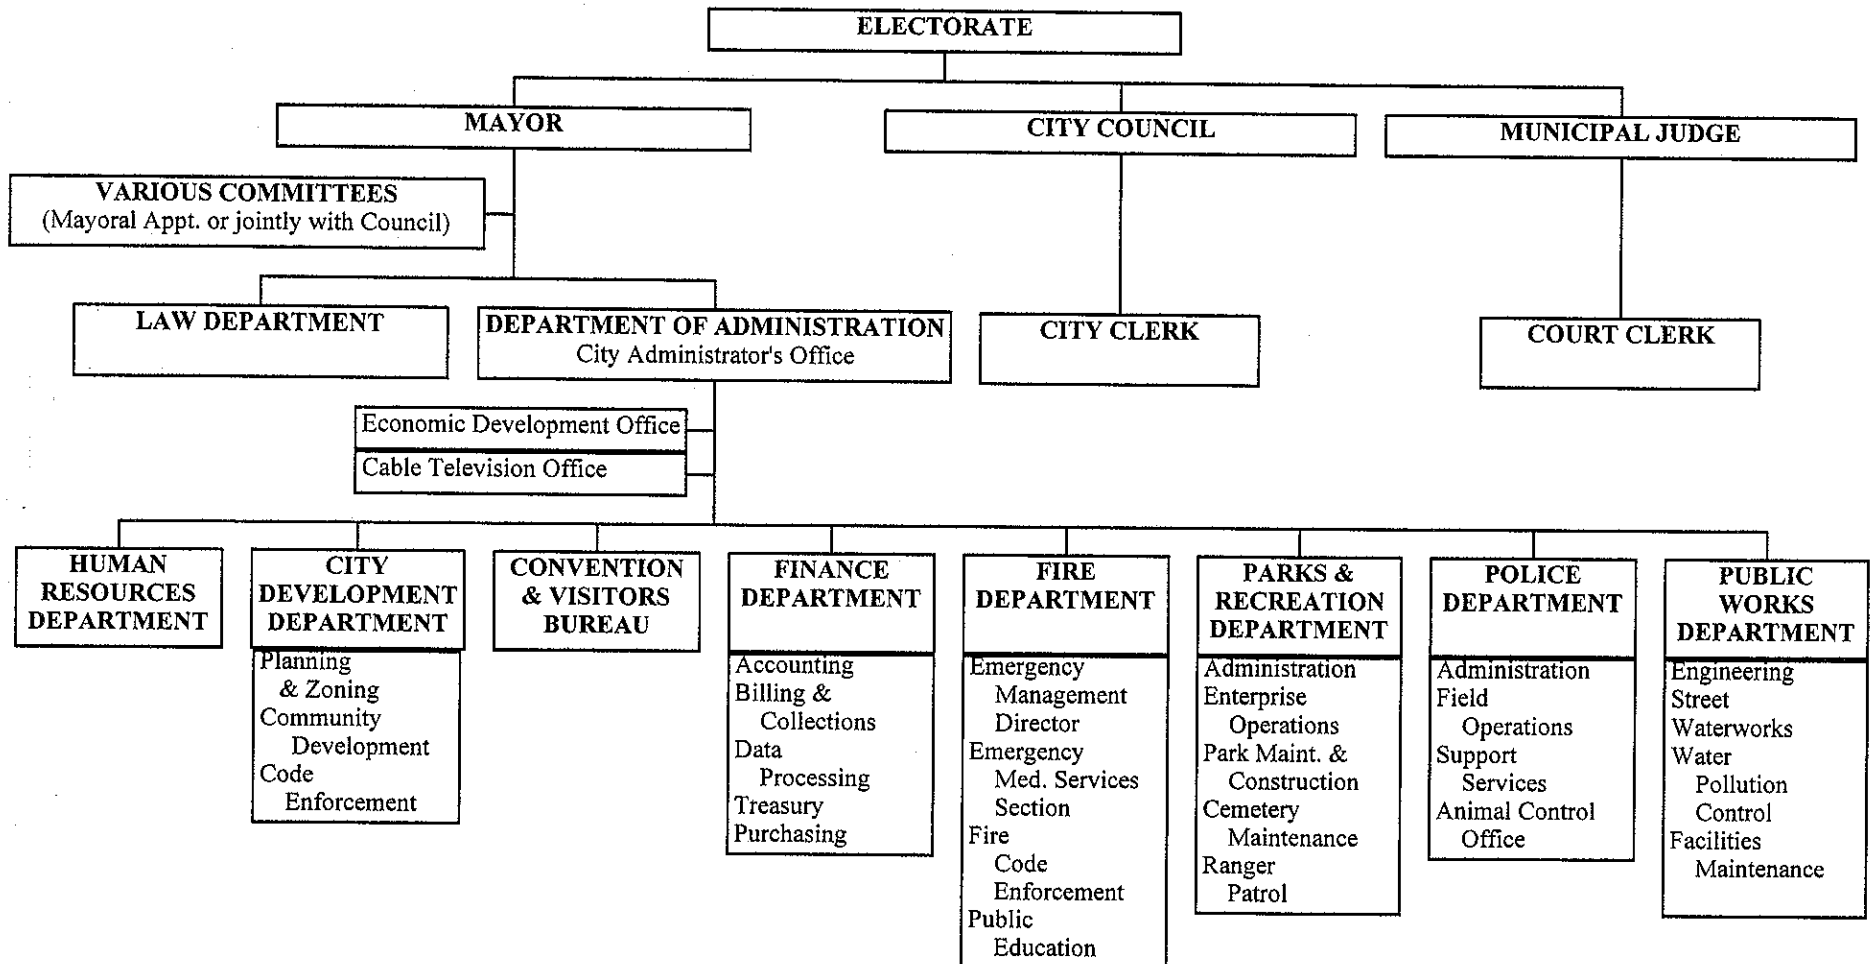 ELECTORATE
MAYOR
CITY COUNCIL
MUNICIPAL JUDGE
VARIOUS COMMITTEES
(Mayoral Appt. or jointly with Council)
LAW DEPARTMENT
DEPARTMENT OF ADMINISTRATION
City Administrator's Office
CITY CLERK
COURT CLERK
Economic Development Office
Cable Television Office
HUMAN
RESOURCES
DEPARTMENT
CITY
DEVELOPMENT
DEPARTMENT
Planning
& Zoning
Community
Development
Code
Enforcement
CONVENTION
& VISITORS
BUREAU
FINANCE
DEPARTMENT
Accounting
Billing &
Collections
Data
Processing
Treasury
Purchasing
FIRE
DEPARTMENT
Emergency
Management
Director
Emergency
Med. Services
Section
Fire
Code
Enforcement
Public
Education
PARKS &
RECREATION
DEPARTMENT
Administration
Enterprise
Operations
Park Maint. &
Construction
Cemetery
Maintenance
Ranger
Patrol
POLICE
DEPARTMENT
Administration
Field
Operations
Support
Services
Animal Control
Office
PUBLIC
WORKS
DEPARTMENT
Engineering
Street
Waterworks
Water
Pollution
Control
Facilities
Maintenance